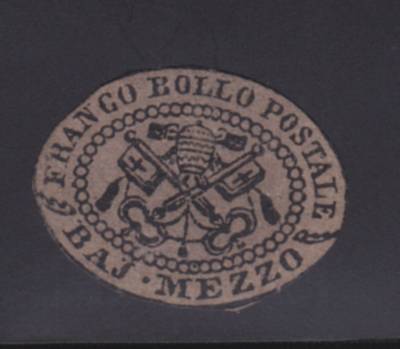 FRANCO BOLLO POSTALE
BAJ · MEZZO